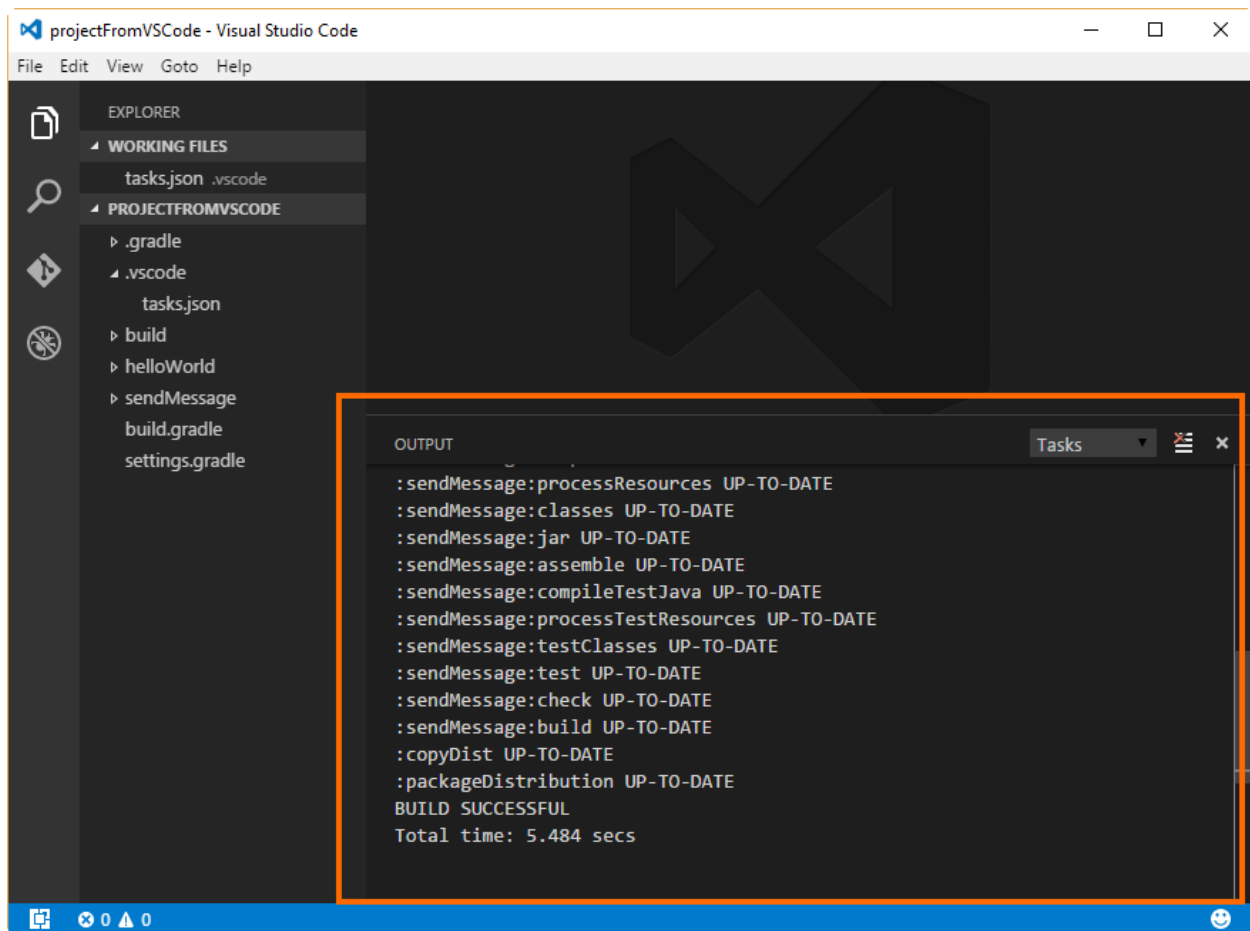 projectFromVSCode - Visual Studio Code
File Edit View Goto Help
EXPLORER
WORKING FILES
tasks.json .vscode
PROJECTFROMVSCODE
.gradle
.vscode
tasks.json
build
helloWorld
sendMessage
build.gradle
settings.gradle
OUTPUT
Tasks
:sendMessage:processResources UP-TO-DATE
:sendMessage:classes UP-TO-DATE
:sendMessage:jar UP-TO-DATE
:sendMessage:assemble UP-TO-DATE
:sendMessage:compileTestJava UP-TO-DATE
:sendMessage:processTestResources UP-TO-DATE
:sendMessage:testClasses UP-TO-DATE
:sendMessage:test UP-TO-DATE
:sendMessage:check UP-TO-DATE
:sendMessage:build UP-TO-DATE
:copyDist UP-TO-DATE
:packageDistribution UP-TO-DATE
BUILD SUCCESSFUL
Total time: 5.484 secs
0 0